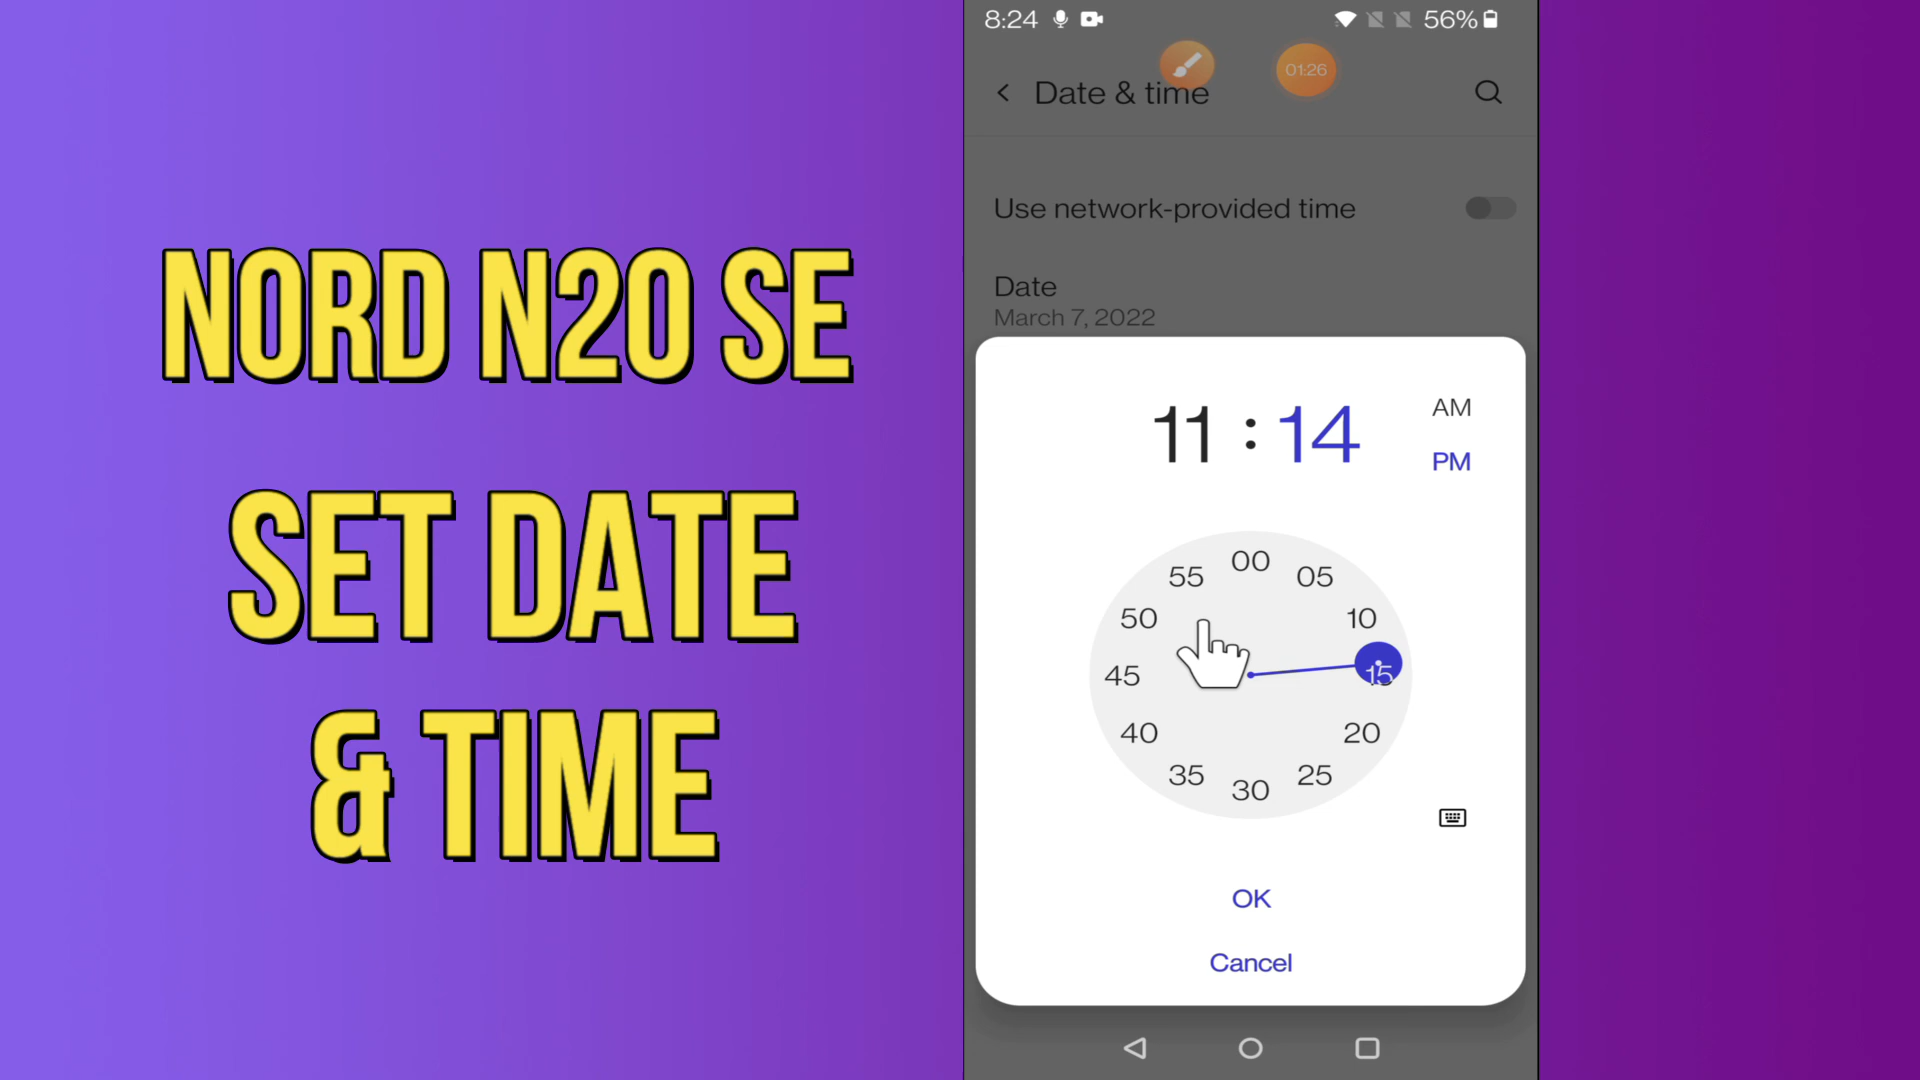 NORD N20 SE
SET DATE
& TIME
8:24
56%
01:26
Date & time
Use network-provided time
Date
March 7, 2022
11 : 14
AM
PM
00
05
10
15
20
25
30
35
40
45
50
55
OK
Cancel